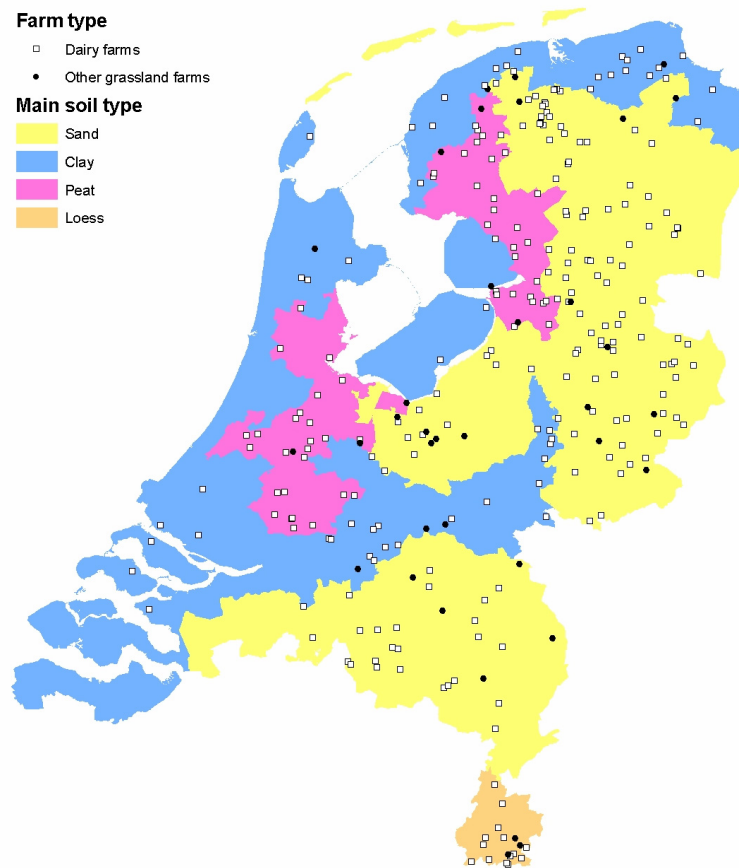 Farm type
Dairy farms
Other grassland farms
Main soil type
Sand
Clay
Peat
Loess